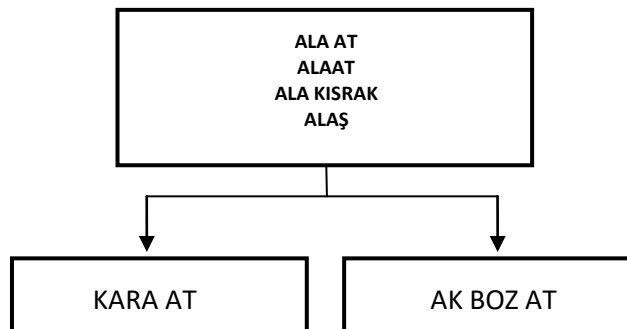 ALA AT
ALAAT
ALA KISRAK
ALAŞ
KARA AT
AK BOZ AT